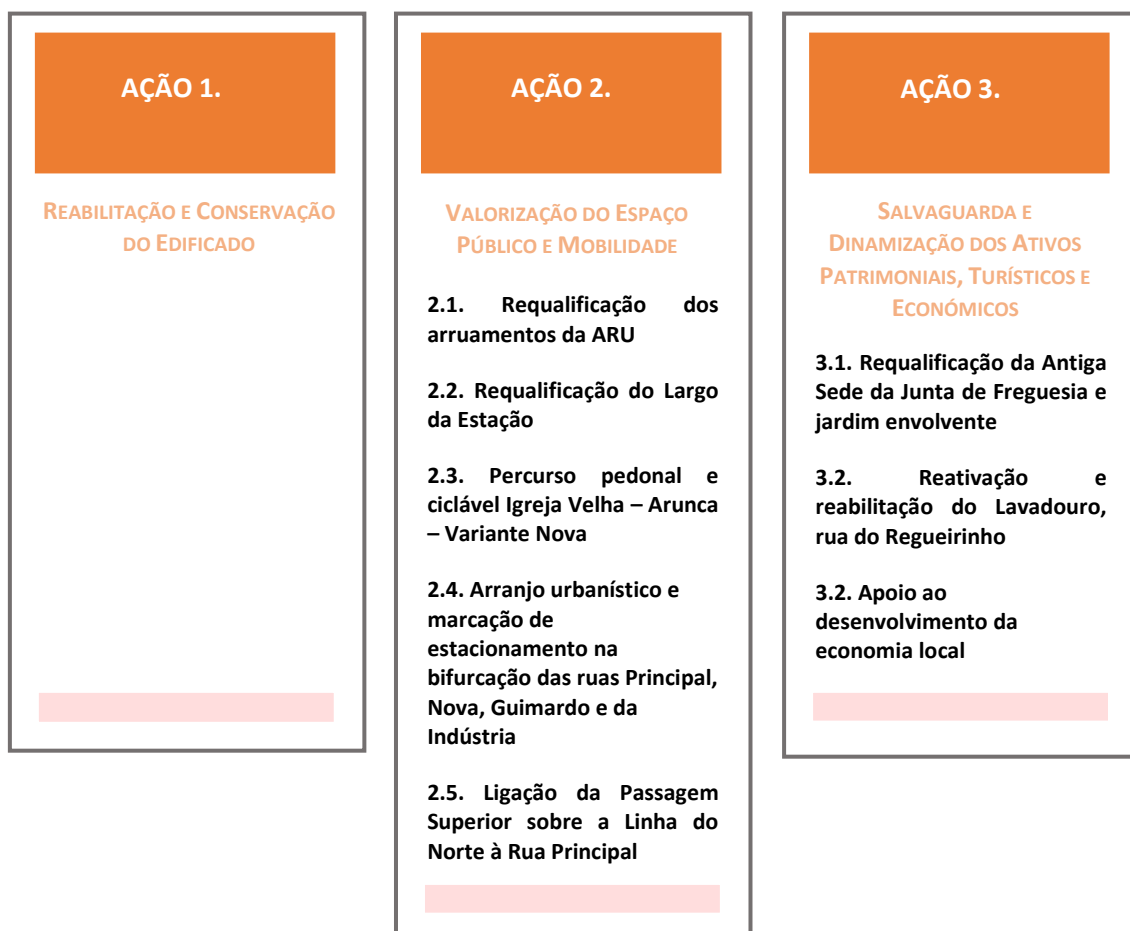 AÇÃO 1.
REABILITAÇÃO E CONSERVAÇÃO
DO EDIFICADO
AÇÃO 2.
VALORIZAÇÃO DO ESPAÇO
PÚBLICO E MOBILIDADE
2.1. Requalificação dos
arruamentos da ARU
2.2. Requalificação do Largo
da Estação
2.3. Percurso pedonal e
ciclável Igreja Velha – Arunca
– Variante Nova
2.4. Arranjo urbanístico e
marcação de
estacionamento na
bifurcação das ruas Principal,
Nova, Guimardo e da
Indústria
2.5. Ligação da Passagem
Superior sobre a Linha do
Norte à Rua Principal
AÇÃO 3.
SALVAGUARDA E
DINAMIZAÇÃO DOS ATIVOS
PATRIMONIAIS, TURÍSTICOS E
ECONÓMICOS
3.1. Requalificação da Antiga
Sede da Junta de Freguesia e
jardim envolvente
3.2. Reativação e
reabilitação do Lavadouro,
rua do Regueirinho
3.2. Apoio ao
desenvolvimento da
economia local